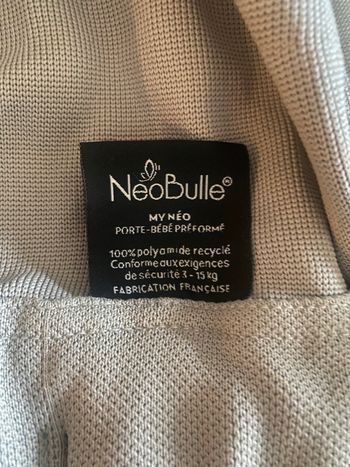 NéoBulle®
MY NÉO
PORTE-BÉBÉ PRÉFORMÉ
100% polyamide recyclé
Conforme aux exigences
de sécurité 3 - 15 kg
FABRICATION FRANÇAISE